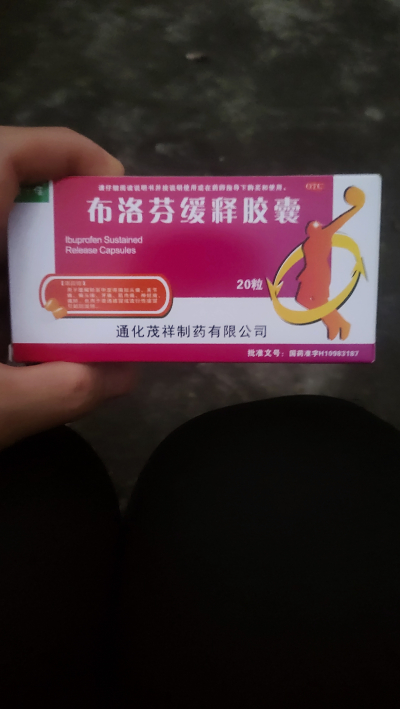 请仔细阅读说明书并按说明使用或在药师指导下购买和使用。
OTC
布洛芬缓释胶囊
Ibuprofen Sustained
Release Capsules
20粒
通化茂祥制药有限公司
批准文号：国药准字H10983187